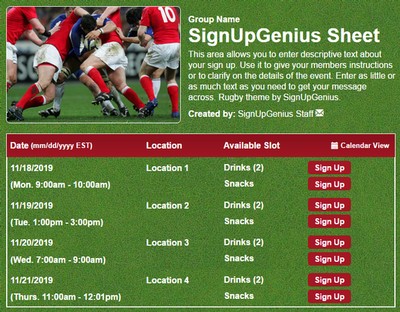 10
Group Name
SignUpGenius Sheet
This area allows you to enter descriptive text about
your sign up. Use it to give your members instructions
or to clarify on the details of the event. Enter as little or
as much text as you need to get your message
across. Rugby theme by SignUpGenius.
Created by: SignUpGenius Staff
Date (mm/dd/yyyy EST) Location Available Slot Calendar View
11/18/2019 Location 1 Drinks (2) Sign Up
(Mon. 9:00am - 10:00am) Snacks Sign Up
11/19/2019 Location 2 Drinks (2) Sign Up
(Tue. 1:00pm - 3:00pm) Snacks Sign Up
11/20/2019 Location 3 Drinks (2) Sign Up
(Wed. 7:00am - 9:00am) Snacks Sign Up
11/21/2019 Location 4 Drinks (2) Sign Up
(Thurs. 11:00am - 12:01pm) Snacks Sign Up